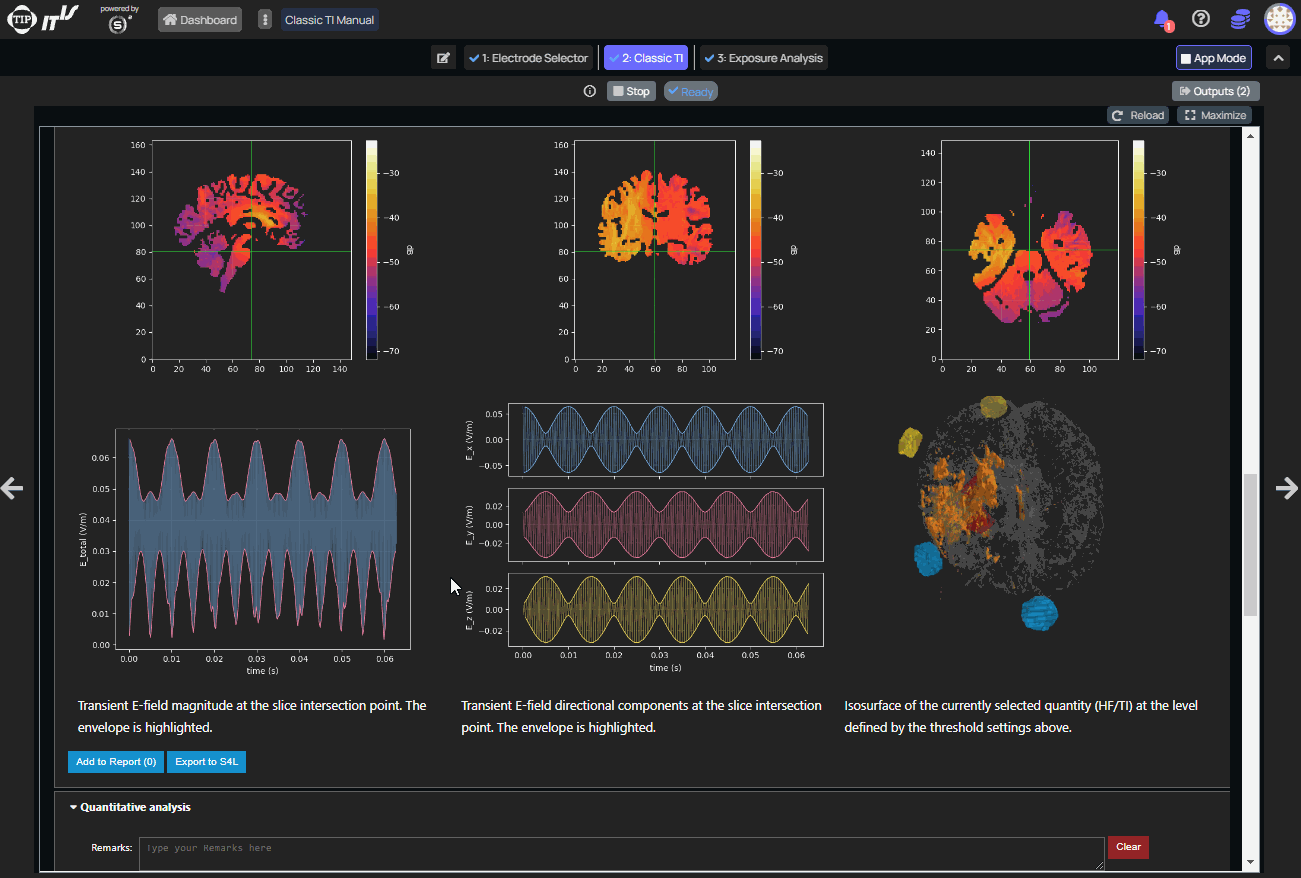 TIP IT'IS
powered by
S
Dashboard
Classic TI Manual
1
1: Electrode Selector
2: Classic TI
3: Exposure Analysis
App Mode
Stop
Ready
Outputs (2)
Reload
Maximize
160
140
120
100
80
60
40
20
0
0 20 40 60 80 100 120 140
−30
−40
−50
−60
−70
dB
160
140
120
100
80
60
40
20
0
0 20 40 60 80 100
−30
−40
−50
−60
−70
dB
140
120
100
80
60
40
20
0
0 20 40 60 80 100
−30
−40
−50
−60
−70
dB
E_total (V/m)
0.06
0.05
0.04
0.03
0.02
0.01
0.00
0.00 0.01 0.02 0.03 0.04 0.05 0.06
time (s)
E_x (V/m)
0.05
0.00
−0.05
E_y (V/m)
0.02
0.00
−0.02
E_z (V/m)
0.02
0.00
−0.02
0.00 0.01 0.02 0.03 0.04 0.05 0.06
time (s)
Transient E-field magnitude at the slice intersection point. The
envelope is highlighted.
Transient E-field directional components at the slice intersection
point. The envelope is highlighted.
Isosurface of the currently selected quantity (HF/TI) at the level
defined by the threshold settings above.
Add to Report (0)
Export to S4L
Quantitative analysis
Remarks:
Type your Remarks here
Clear